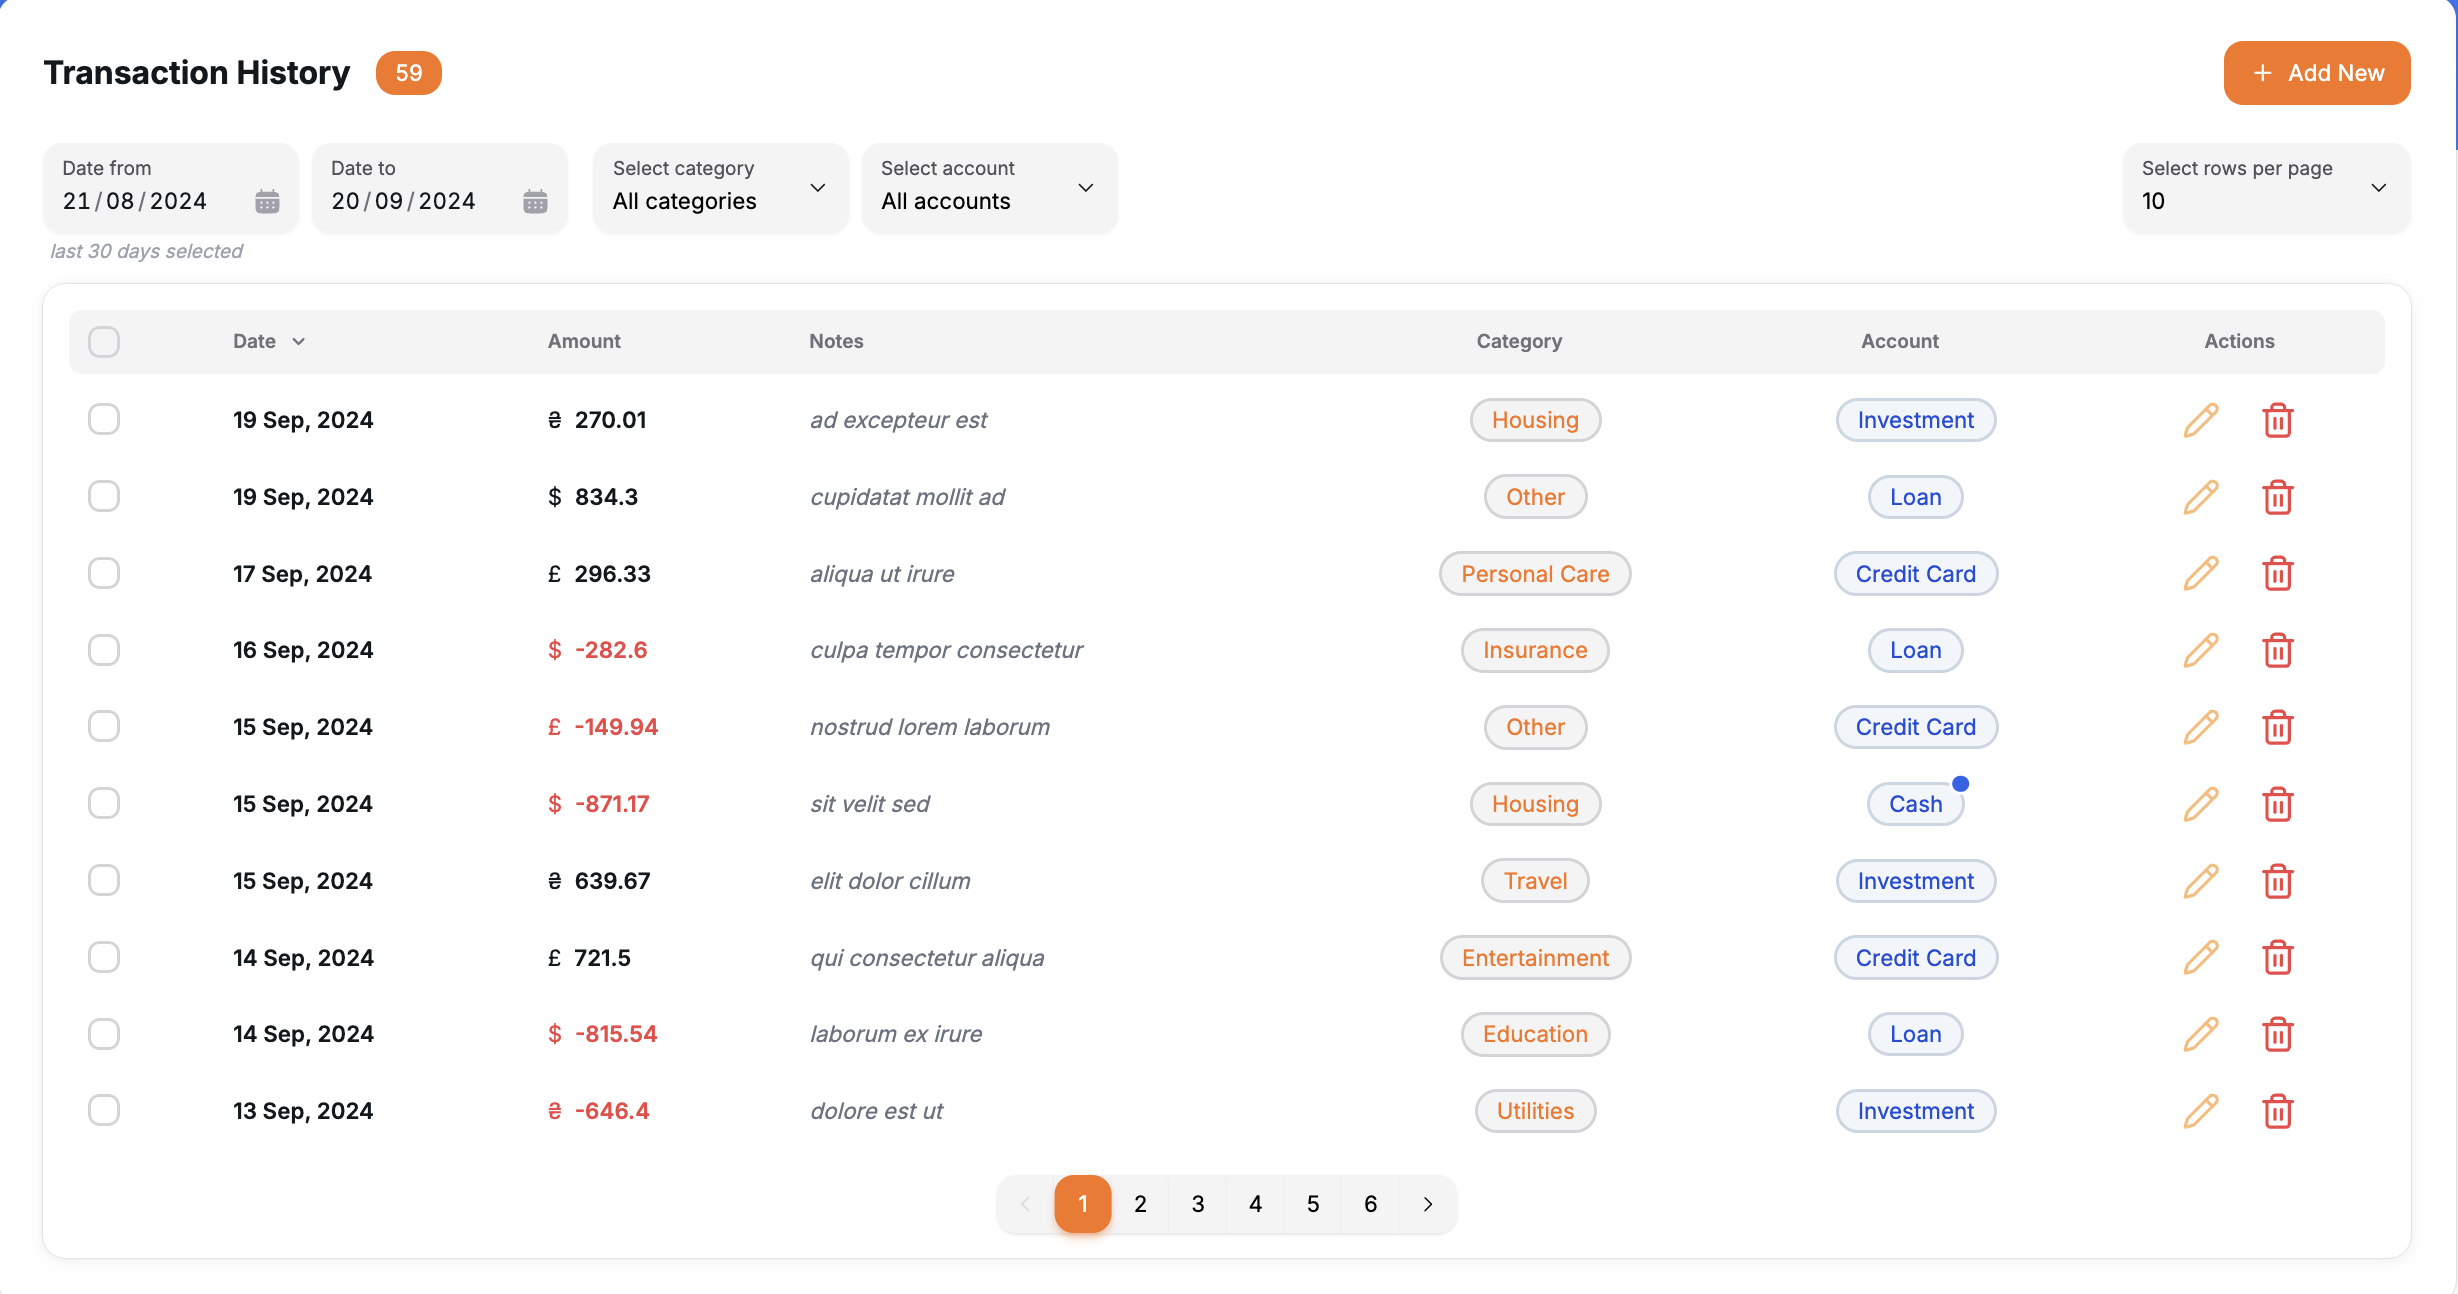 Transaction History 59
+ Add New
Date from
21/08/2024
Date to
20/09/2024
Select category
All categories
Select account
All accounts
Select rows per page
10
last 30 days selected
Date Amount Notes Category Account Actions
19 Sep, 2024 ₴ 270.01 ad excepteur est Housing Investment
19 Sep, 2024 $ 834.3 cupidatat mollit ad Other Loan
17 Sep, 2024 £ 296.33 aliqua ut irure Personal Care Credit Card
16 Sep, 2024 $ -282.6 culpa tempor consectetur Insurance Loan
15 Sep, 2024 £ -149.94 nostrud lorem laborum Other Credit Card
15 Sep, 2024 $ -871.17 sit velit sed Housing Cash
15 Sep, 2024 ₴ 639.67 elit dolor cillum Travel Investment
14 Sep, 2024 £ 721.5 qui consectetur aliqua Entertainment Credit Card
14 Sep, 2024 $ -815.54 laborum ex irure Education Loan
13 Sep, 2024 ₴ -646.4 dolore est ut Utilities Investment
1 2 3 4 5 6